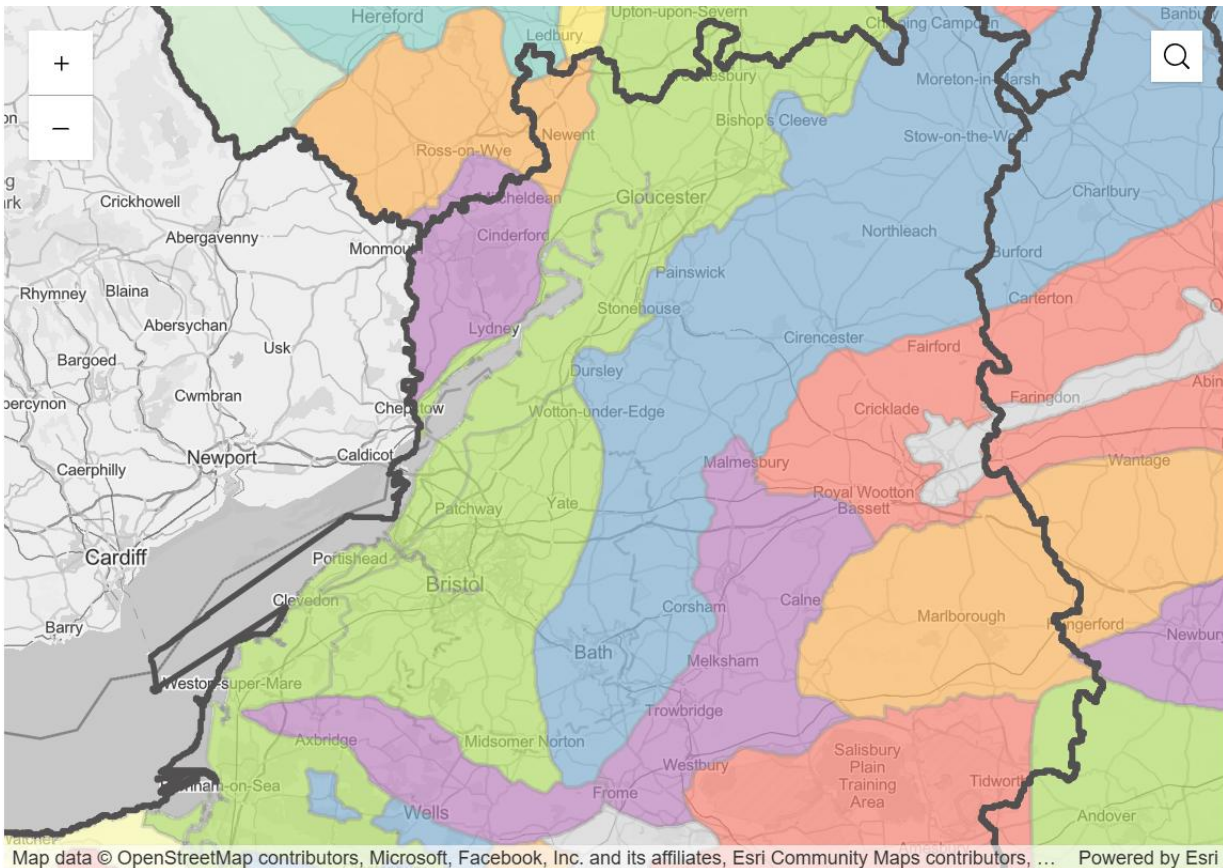 Hereford
Upton-upon-Severn
Ledbury
Banbury
+
Moreton-in-Marsh
−
Bishop's Cleeve
Newent
Ross-on-Wye
Stow-on-the-Wold
Crickhowell
Gloucester
Charlbury
Abergavenny
Monmouth
Cinderford
Northleach
Burford
Painswick
Rhymney
Blaina
Carterton
Stonehouse
Abersychan
Lydney
Cirencester
Usk
Fairford
Bargoed
Dursley
Cwmbran
Faringdon
Chepstow
Wotton-under-Edge
Cricklade
Newport
Caldicot
Caerphilly
Malmesbury
Wantage
Royal Wootton
Bassett
Yate
Patchway
Cardiff
Portishead
Bristol
Clevedon
Corsham
Calne
Marlborough
Hungerford
Barry
Newbury
Bath
Melksham
Weston-super-Mare
Trowbridge
Axbridge
Midsomer Norton
Salisbury
Plain
Training
Area
Westbury
Tidworth
Frome
Wells
Andover
Map data © OpenStreetMap contributors, Microsoft, Facebook, Inc. and its affiliates, Esri Community Maps contributors, ... Powered by Esri